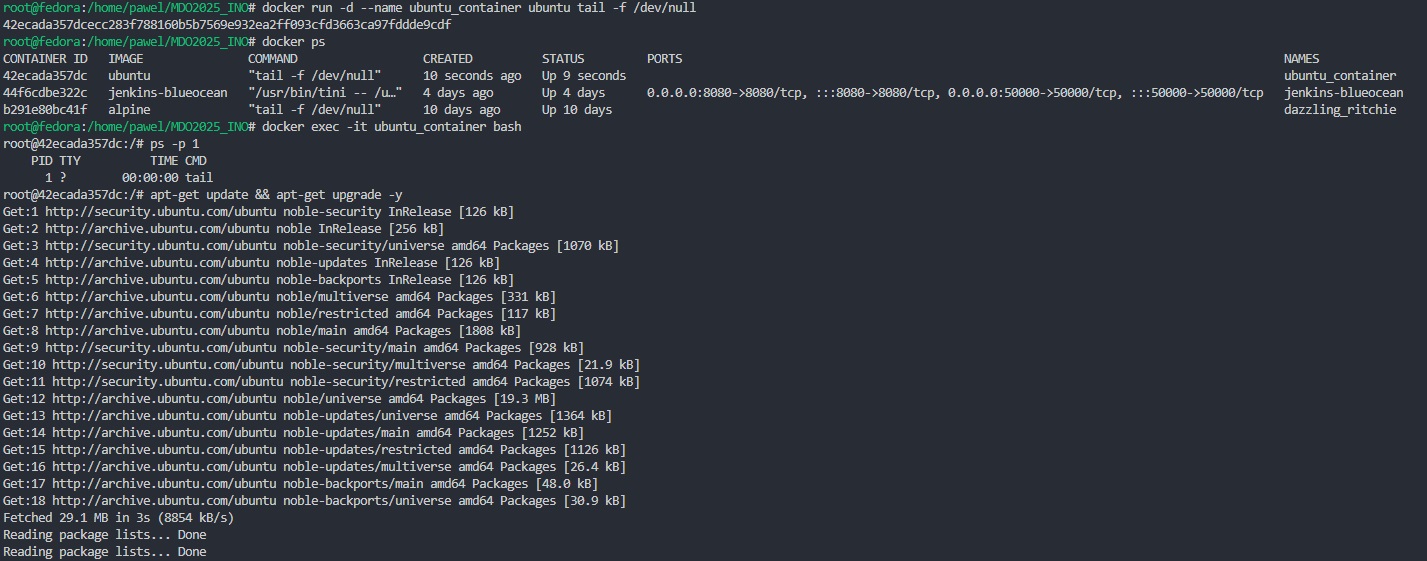 root@fedora:/home/pawel/MDO2025_INO# docker run -d --name ubuntu_container ubuntu tail -f /dev/null
42ecada357dcecc283f788160b5b7569e932ea2ff093cfd3663ca97fddde9cdf
root@fedora:/home/pawel/MDO2025_INO# docker ps
CONTAINER ID   IMAGE               COMMAND                  CREATED          STATUS         PORTS                                                                                      NAMES
42ecada357dc   ubuntu              "tail -f /dev/null"      10 seconds ago   Up 9 seconds                                                                                              ubuntu_container
44f6cdbe322c   jenkins-blueocean   "/usr/bin/tini -- /u…"   4 days ago       Up 4 days      0.0.0.0:8080->8080/tcp, :::8080->8080/tcp, 0.0.0.0:50000->50000/tcp, :::50000->50000/tcp   jenkins-blueocean
b291e80bc41f   alpine              "tail -f /dev/null"      10 days ago      Up 10 days                                                                                                dazzling_ritchie
root@fedora:/home/pawel/MDO2025_INO# docker exec -it ubuntu_container bash
root@42ecada357dc:/# ps -p 1
    PID TTY          TIME CMD
      1 ?        00:00:00 tail
root@42ecada357dc:/# apt-get update && apt-get upgrade -y
Get:1 http://security.ubuntu.com/ubuntu noble-security InRelease [126 kB]
Get:2 http://archive.ubuntu.com/ubuntu noble InRelease [256 kB]
Get:3 http://security.ubuntu.com/ubuntu noble-security/universe amd64 Packages [1070 kB]
Get:4 http://archive.ubuntu.com/ubuntu noble-updates InRelease [126 kB]
Get:5 http://archive.ubuntu.com/ubuntu noble-backports InRelease [126 kB]
Get:6 http://archive.ubuntu.com/ubuntu noble/multiverse amd64 Packages [331 kB]
Get:7 http://archive.ubuntu.com/ubuntu noble/restricted amd64 Packages [117 kB]
Get:8 http://archive.ubuntu.com/ubuntu noble/main amd64 Packages [1808 kB]
Get:9 http://security.ubuntu.com/ubuntu noble-security/main amd64 Packages [928 kB]
Get:10 http://security.ubuntu.com/ubuntu noble-security/multiverse amd64 Packages [21.9 kB]
Get:11 http://security.ubuntu.com/ubuntu noble-security/restricted amd64 Packages [1074 kB]
Get:12 http://archive.ubuntu.com/ubuntu noble/universe amd64 Packages [19.3 MB]
Get:13 http://archive.ubuntu.com/ubuntu noble-updates/universe amd64 Packages [1364 kB]
Get:14 http://archive.ubuntu.com/ubuntu noble-updates/main amd64 Packages [1252 kB]
Get:15 http://archive.ubuntu.com/ubuntu noble-updates/restricted amd64 Packages [1126 kB]
Get:16 http://archive.ubuntu.com/ubuntu noble-updates/multiverse amd64 Packages [26.4 kB]
Get:17 http://archive.ubuntu.com/ubuntu noble-backports/main amd64 Packages [48.0 kB]
Get:18 http://archive.ubuntu.com/ubuntu noble-backports/universe amd64 Packages [30.9 kB]
Fetched 29.1 MB in 3s (8854 kB/s)
Reading package lists... Done
Reading package lists... Done